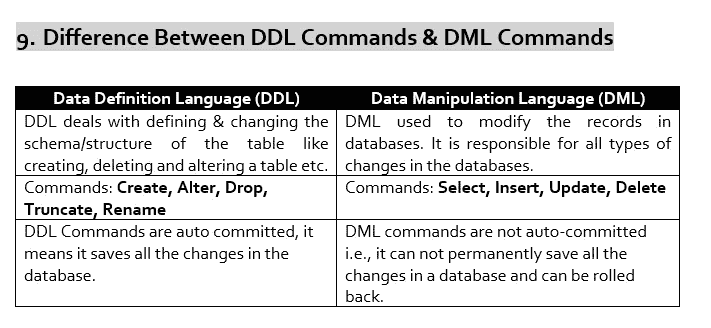 9. Difference Between DDL Commands & DML Commands
Data Definition Language (DDL)
Data Manipulation Language (DML)
DDL deals with defining & changing the
schema/structure of the table like
creating, deleting and altering a table etc.
DML used to modify the records in
databases. It is responsible for all types of
changes in the databases.
Commands: Create, Alter, Drop,
Truncate, Rename
Commands: Select, Insert, Update, Delete
DDL Commands are auto committed, it
means it saves all the changes in the
database.
DML commands are not auto-committed
i.e., it can not permanently save all the
changes in a database and can be rolled
back.